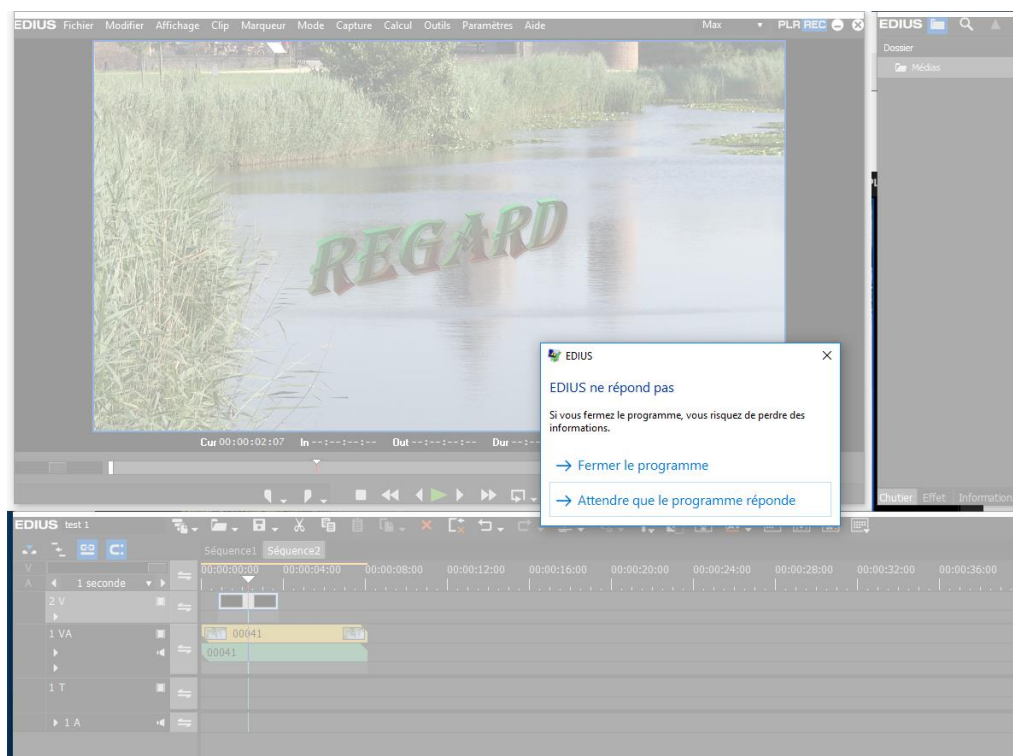 EDIUS Fichier Modifier Affichage Clip Marqueur Mode Capture Calcul Outils Paramètres Aide Max PLR REC
EDIUS
Dossier
Médias
REGARD
EDIUS
EDIUS ne répond pas
Si vous fermez le programme, vous risquez de perdre des
informations.
Fermer le programme
Attendre que le programme réponde
Cur 00:00:02:07 In --:--:--:-- Out --:--:--:-- Dur --:--
Chutier Effet Information
EDIUS test 1
Séquence1 Séquence2
V
A
1 seconde
00:00:00:00 00:00:04:00 00:00:08:00 00:00:12:00 00:00:16:00 00:00:20:00 00:00:24:00 00:00:28:00 00:00:32:00 00:00:36:00
2 V
1 VA
00041
00041
1 T
1 A